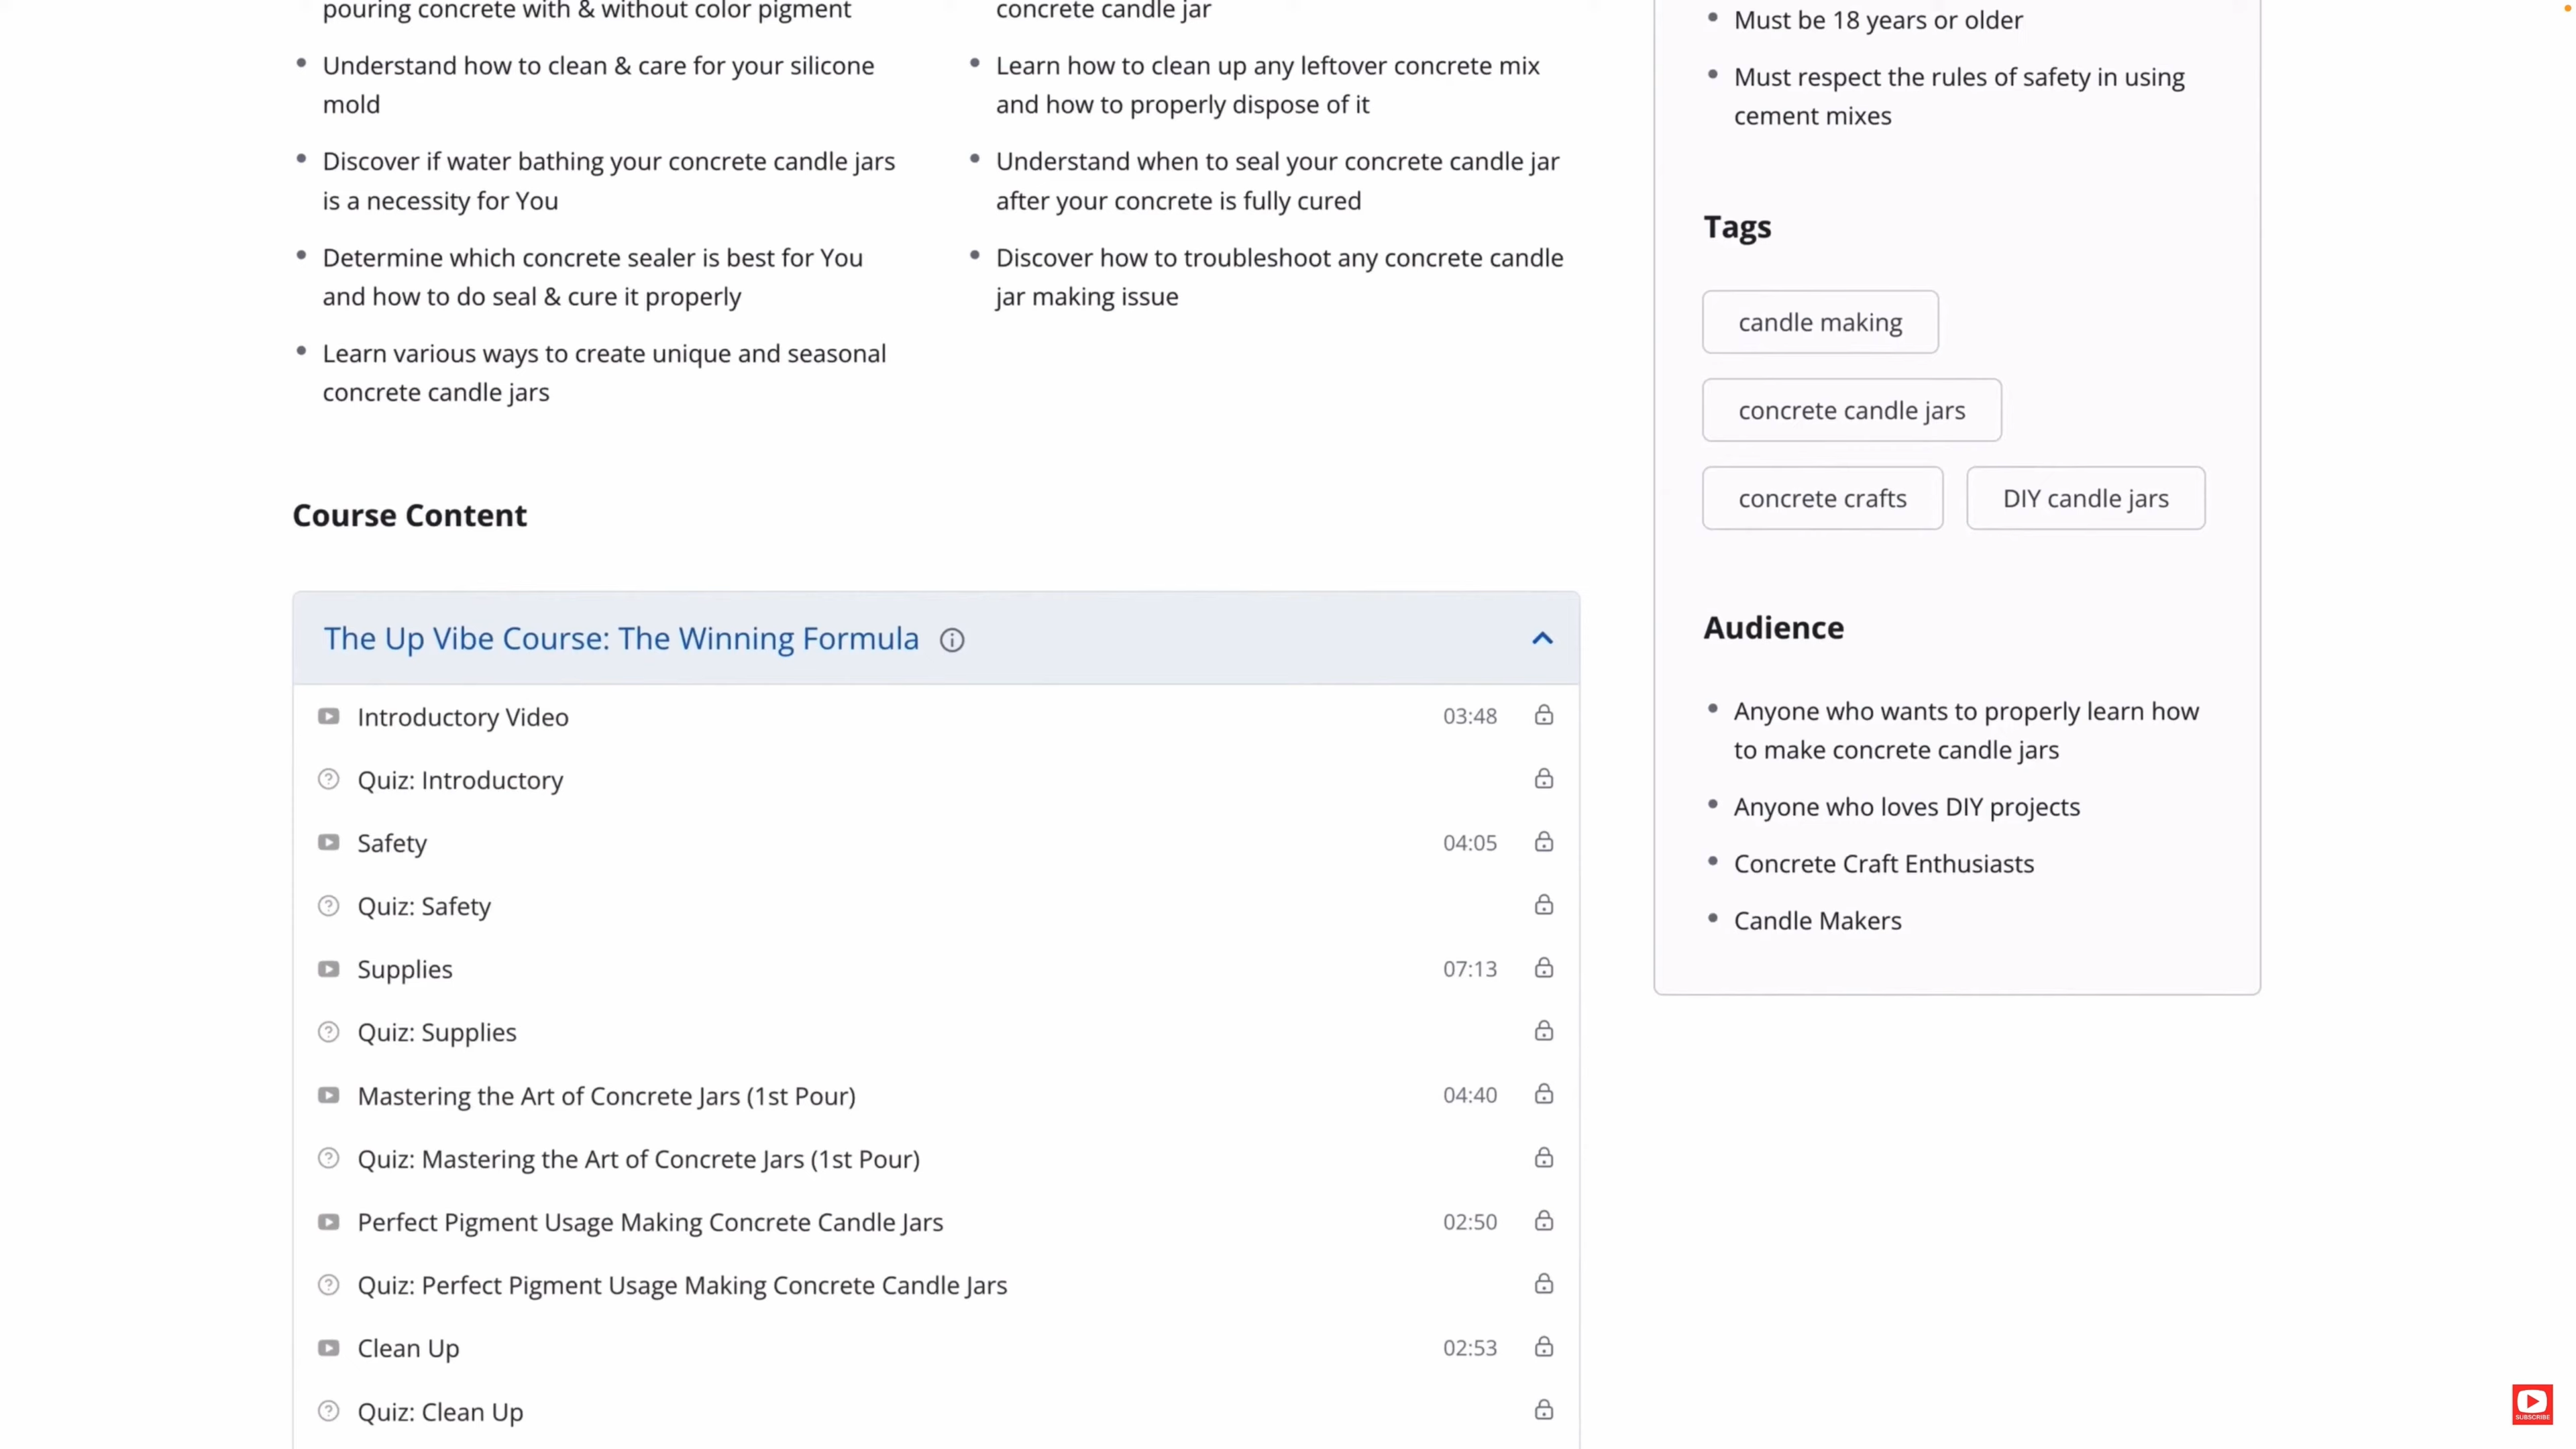 pouring concrete with & without color pigment
Understand how to clean & care for your silicone
mold
Discover if water bathing your concrete candle jars
is a necessity for You
Determine which concrete sealer is best for You
and how to do seal & cure it properly
Learn various ways to create unique and seasonal
concrete candle jars
concrete candle jar
Learn how to clean up any leftover concrete mix
and how to properly dispose of it
Understand when to seal your concrete candle jar
after your concrete is fully cured
Discover how to troubleshoot any concrete candle
jar making issue
Course Content
The Up Vibe Course: The Winning Formula
Introductory Video 03:48
Quiz: Introductory
Safety 04:05
Quiz: Safety
Supplies 07:13
Quiz: Supplies
Mastering the Art of Concrete Jars (1st Pour) 04:40
Quiz: Mastering the Art of Concrete Jars (1st Pour)
Perfect Pigment Usage Making Concrete Candle Jars 02:50
Quiz: Perfect Pigment Usage Making Concrete Candle Jars
Clean Up 02:53
Quiz: Clean Up
Must be 18 years or older
Must respect the rules of safety in using
cement mixes
Tags
candle making
concrete candle jars
concrete crafts DIY candle jars
Audience
Anyone who wants to properly learn how
to make concrete candle jars
Anyone who loves DIY projects
Concrete Craft Enthusiasts
Candle Makers
SUBSCRIBE